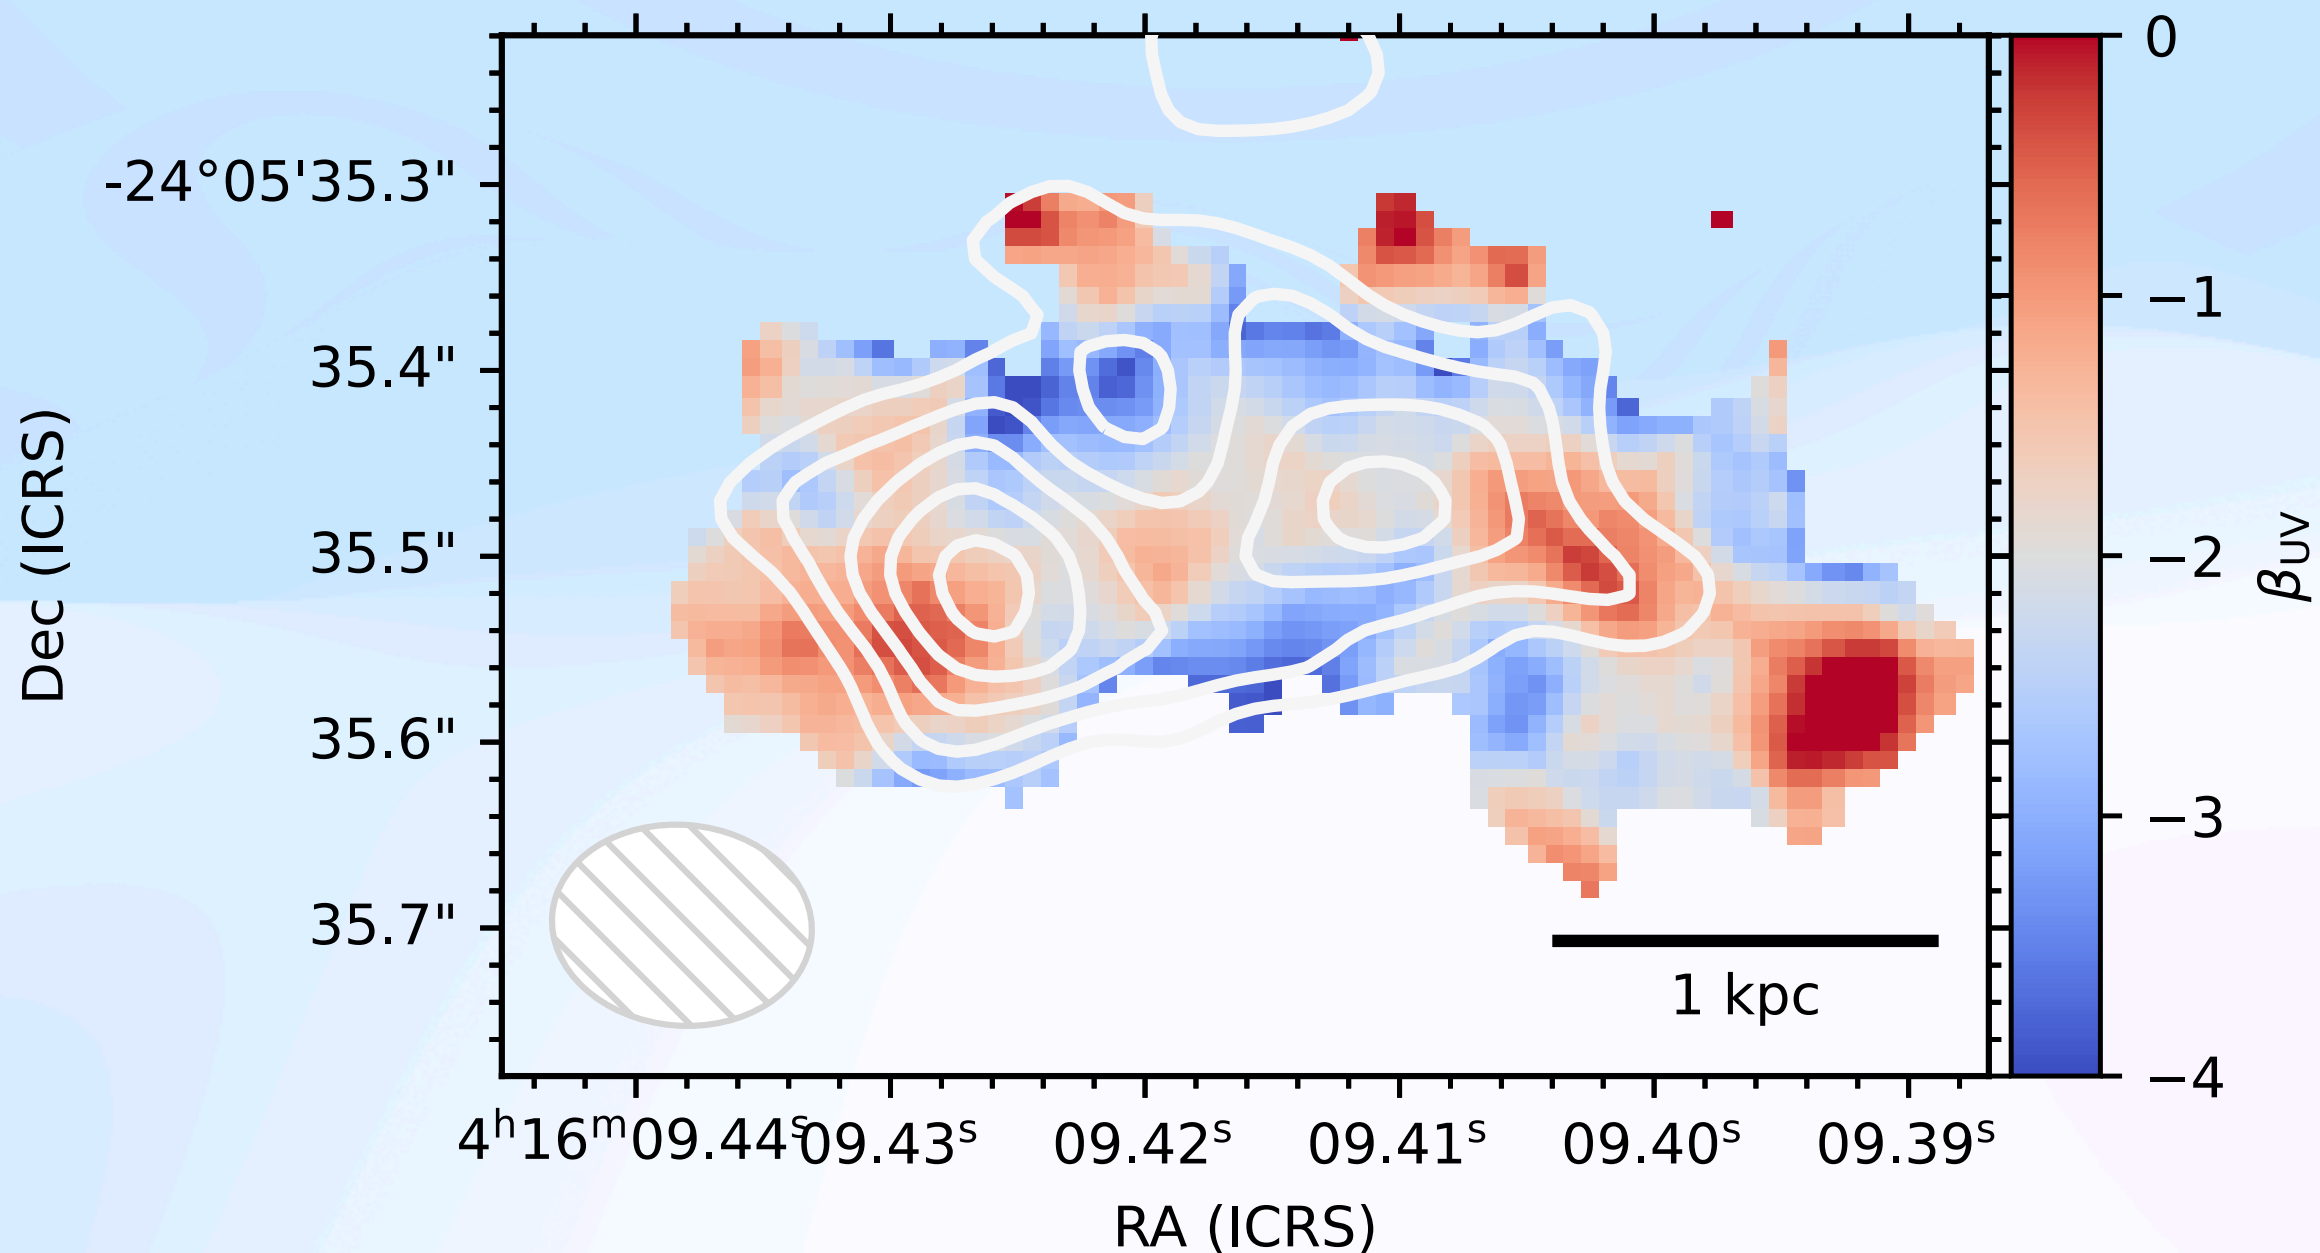 -24°05'35.3"
35.4"
35.5"
35.6"
35.7"
Dec (ICRS)
4ʰ16ᵐ09.44ˢ
09.43ˢ
09.42ˢ
09.41ˢ
09.40ˢ
09.39ˢ
RA (ICRS)
1 kpc
0
−1
−2
−3
−4
βUV